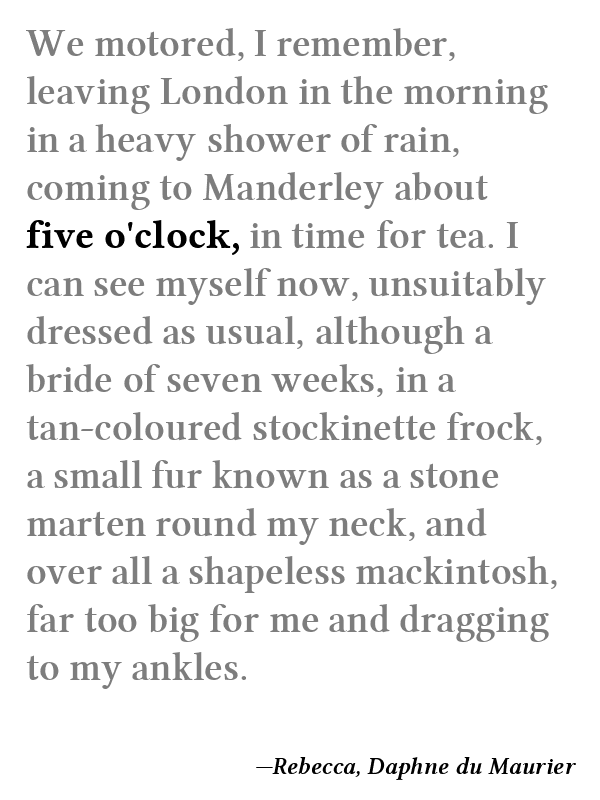 We motored, I remember,
leaving London in the morning
in a heavy shower of rain,
coming to Manderley about
five o'clock, in time for tea. I
can see myself now, unsuitably
dressed as usual, although a
bride of seven weeks, in a
tan-coloured stockinette frock,
a small fur known as a stone
marten round my neck, and
over all a shapeless mackintosh,
far too big for me and dragging
to my ankles.
—Rebecca, Daphne du Maurier